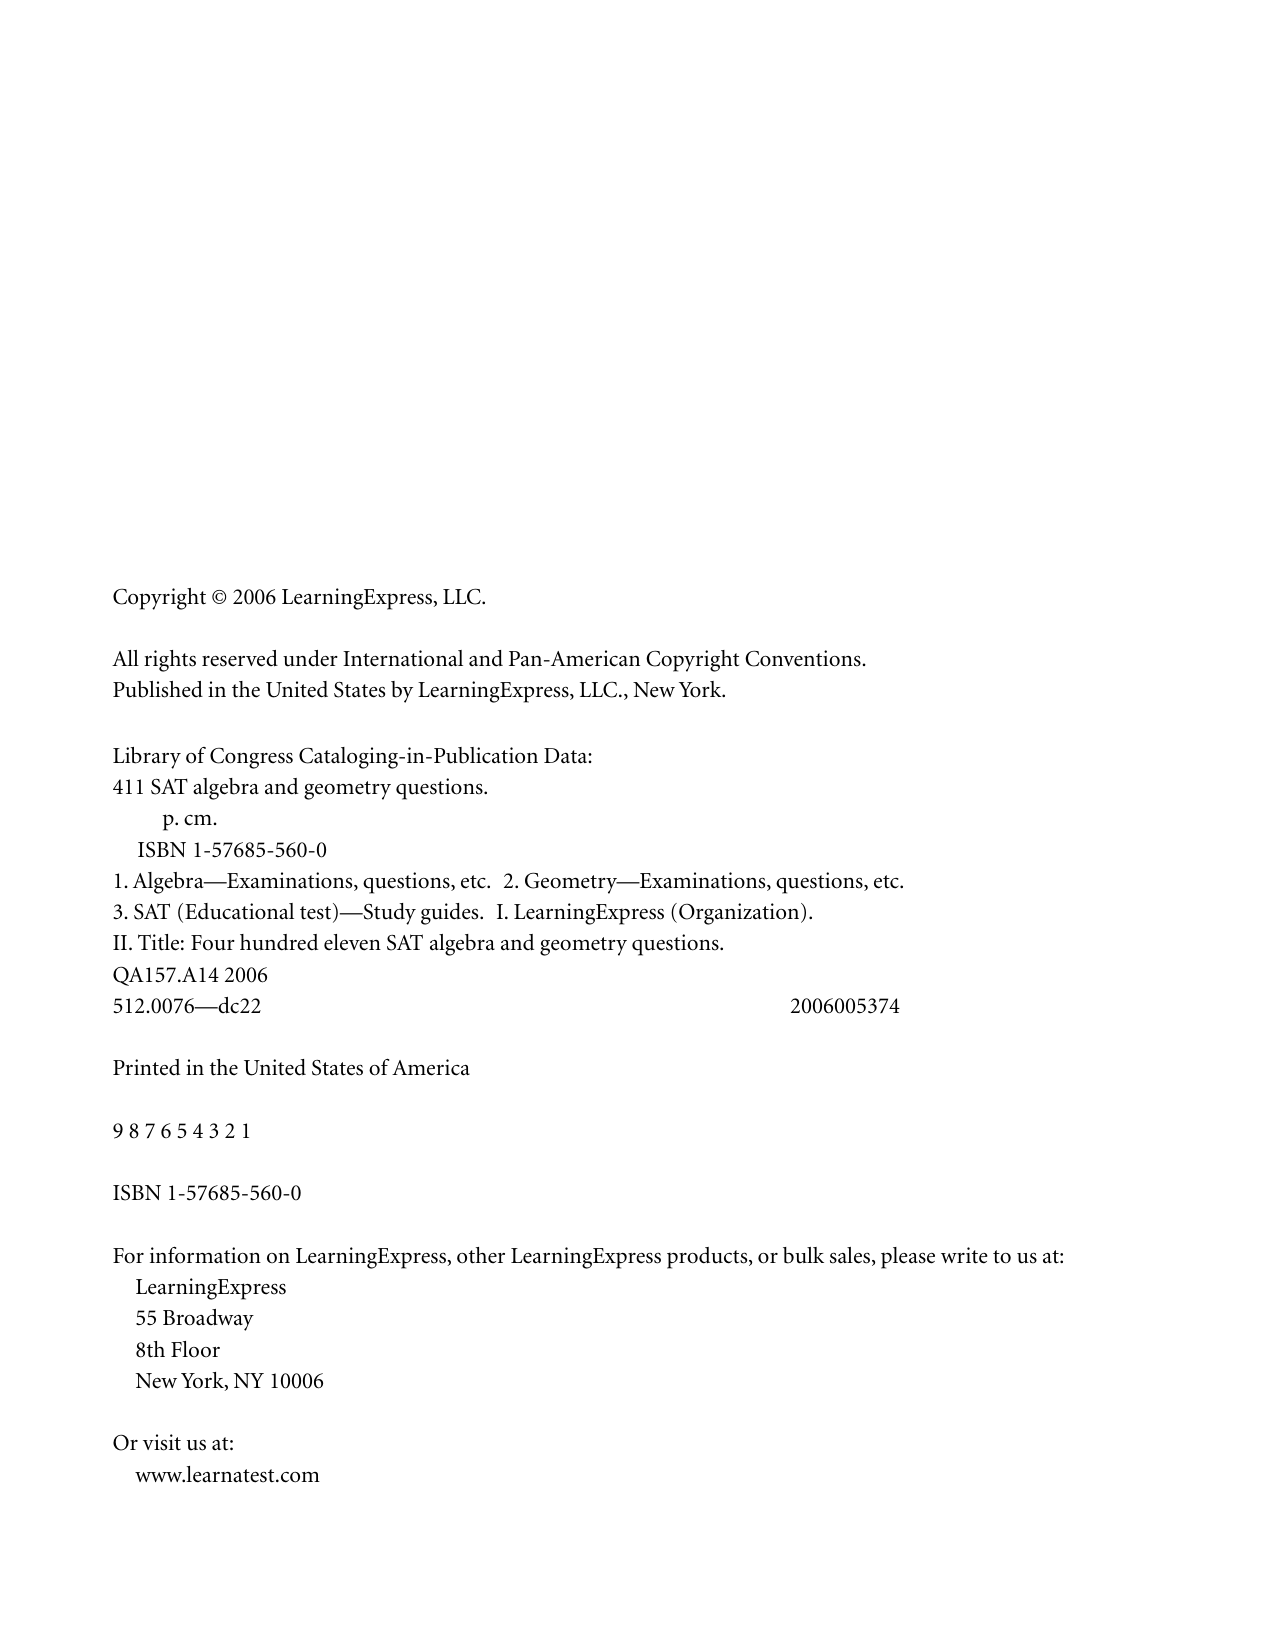 Copyright © 2006 LearningExpress, LLC.
All rights reserved under International and Pan-American Copyright Conventions.
Published in the United States by LearningExpress, LLC., New York.
Library of Congress Cataloging-in-Publication Data:
411 SAT algebra and geometry questions.
p. cm.
ISBN 1-57685-560-0
1. Algebra—Examinations, questions, etc. 2. Geometry—Examinations, questions, etc.
3. SAT (Educational test)—Study guides. I. LearningExpress (Organization).
II. Title: Four hundred eleven SAT algebra and geometry questions.
QA157.A14 2006
512.0076—dc22 2006005374
Printed in the United States of America
9 8 7 6 5 4 3 2 1
ISBN 1-57685-560-0
For information on LearningExpress, other LearningExpress products, or bulk sales, please write to us at:
LearningExpress
55 Broadway
8th Floor
New York, NY 10006
Or visit us at:
www.learnatest.com